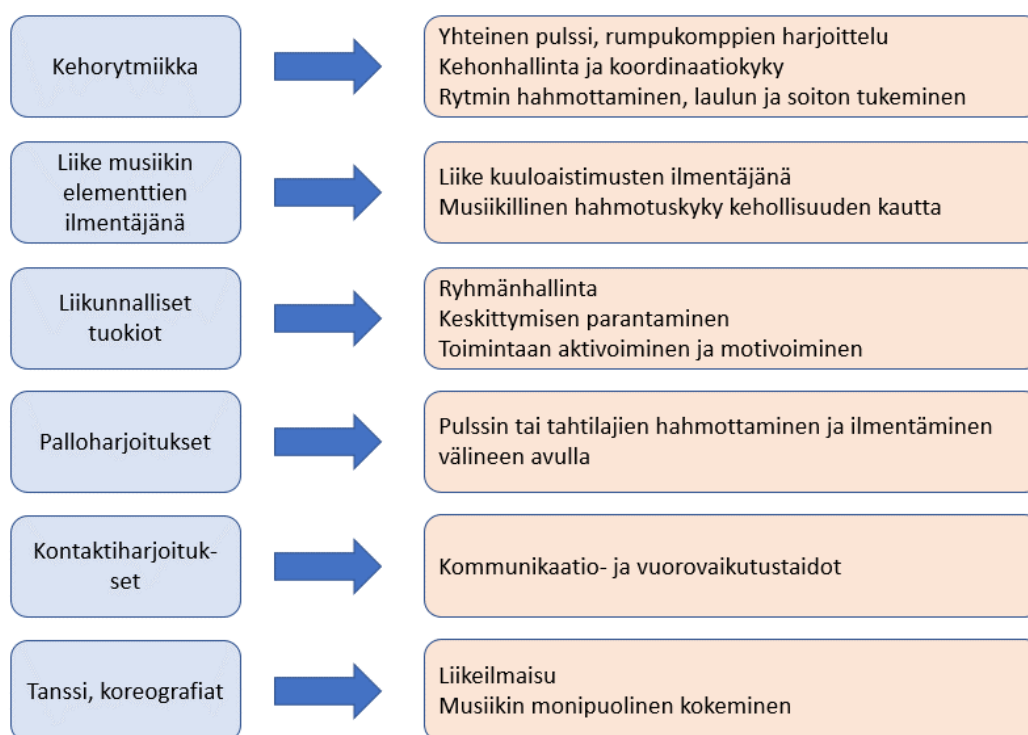 Kehorytmiikka
Yhteinen pulssi, rumpukomppien harjoittelu
Kehonhallinta ja koordinaatiokyky
Rytmin hahmottaminen, laulun ja soiton tukeminen
Liike musiikin
elementtien
ilmentäjänä
Liike kuuloaistimusten ilmentäjänä
Musiikillinen hahmotuskyky kehollisuuden kautta
Liikunnalliset
tuokiot
Ryhmänhallinta
Keskittymisen parantaminen
Toimintaan aktivoiminen ja motivoiminen
Palloharjoitukset
Pulssin tai tahtilajien hahmottaminen ja ilmentäminen
välineen avulla
Kontaktiharjoituk-
set
Kommunikaatio- ja vuorovaikutustaidot
Tanssi, koreografiat
Liikeilmaisu
Musiikin monipuolinen kokeminen